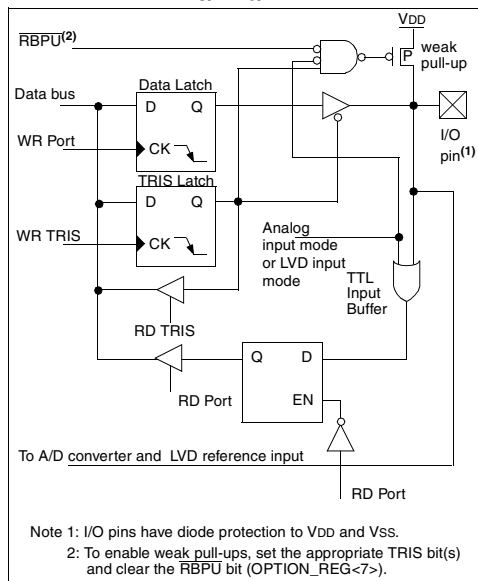 VDD
RBPU(2)
P weak
pull-up
Data Latch
Data bus
D Q
WR Port
CK
I/O
pin(1)
TRIS Latch
D Q
WR TRIS
CK
Analog
input mode
or LVD input
mode
TTL
Input
Buffer
RD TRIS
Q D
RD Port
EN
To A/D converter and LVD reference input
RD Port
Note 1: I/O pins have diode protection to VDD and VSS.
2: To enable weak pull-ups, set the appropriate TRIS bit(s)
and clear the RBPU bit (OPTION_REG<7>).